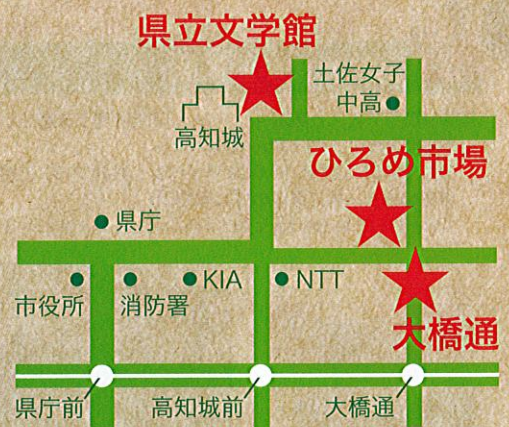 県立文学館
土佐女子
中高
高知城
ひろめ市場
県庁
KIA
NTT
市役所
消防署
大橋通
県庁前
高知城前
大橋通